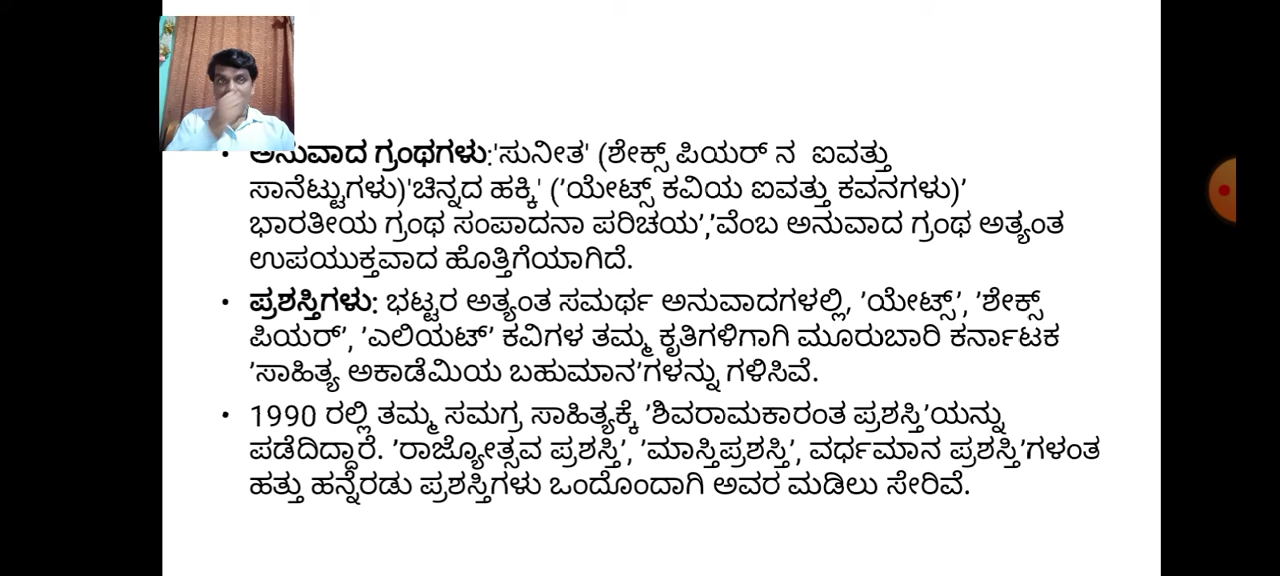 • ಅನುವಾದ ಗ್ರಂಥಗಳು:'ಸುನೀತ' (ಶೇಕ್ಸ್ ಪಿಯರ್ ನ ಐವತ್ತು
ಸಾನೆಟ್ಟುಗಳು)'ಚಿನ್ನದ ಹಕ್ಕಿ' (’ಯೇಟ್ಸ್ ಕವಿಯ ಐವತ್ತು ಕವನಗಳು)’
ಭಾರತೀಯ ಗ್ರಂಥ ಸಂಪಾದನಾ ಪರಿಚಯ’,’ವೆಂಬ ಅನುವಾದ ಗ್ರಂಥ ಅತ್ಯಂತ
ಉಪಯುಕ್ತವಾದ ಹೊತ್ತಿಗೆಯಾಗಿದೆ.
• ಪ್ರಶಸ್ತಿಗಳು: ಭಟ್ಟರ ಅತ್ಯಂತ ಸಮರ್ಥ ಅನುವಾದಗಳಲ್ಲಿ, ’ಯೇಟ್ಸ್’, ’ಶೇಕ್ಸ್
ಪಿಯರ್’, ’ಎಲಿಯಟ್’ ಕವಿಗಳ ತಮ್ಮ ಕೃತಿಗಳಿಗಾಗಿ ಮೂರುಬಾರಿ ಕರ್ನಾಟಕ
’ಸಾಹಿತ್ಯ ಅಕಾಡೆಮಿಯ ಬಹುಮಾನ’ಗಳನ್ನು ಗಳಿಸಿವೆ.
• 1990 ರಲ್ಲಿ ತಮ್ಮ ಸಮಗ್ರ ಸಾಹಿತ್ಯಕ್ಕೆ ’ಶಿವರಾಮಕಾರಂತ ಪ್ರಶಸ್ತಿ’ಯನ್ನು
ಪಡೆದಿದ್ದಾರೆ. ’ರಾಜ್ಯೋತ್ಸವ ಪ್ರಶಸ್ತಿ’, ’ಮಾಸ್ತಿಪ್ರಶಸ್ತಿ’, ವರ್ಧಮಾನ ಪ್ರಶಸ್ತಿ’ಗಳಂತ
ಹತ್ತು ಹನ್ನೆರಡು ಪ್ರಶಸ್ತಿಗಳು ಒಂದೊಂದಾಗಿ ಅವರ ಮಡಿಲು ಸೇರಿವೆ.